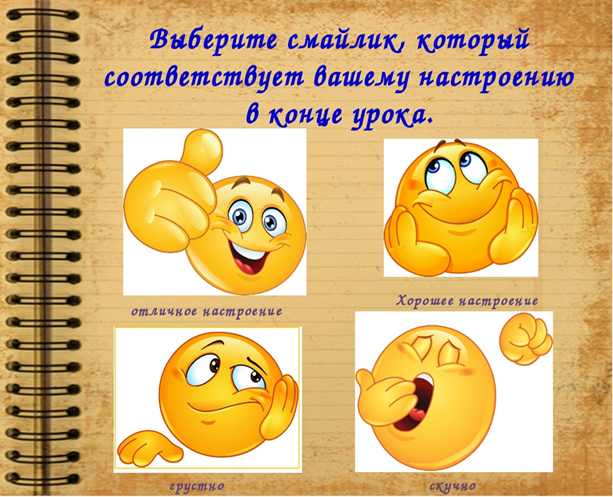 Выберите смайлик, который
соответствует вашему настроению
в конце урока.
отличное настроение
Хорошее настроение
грустно
скучно